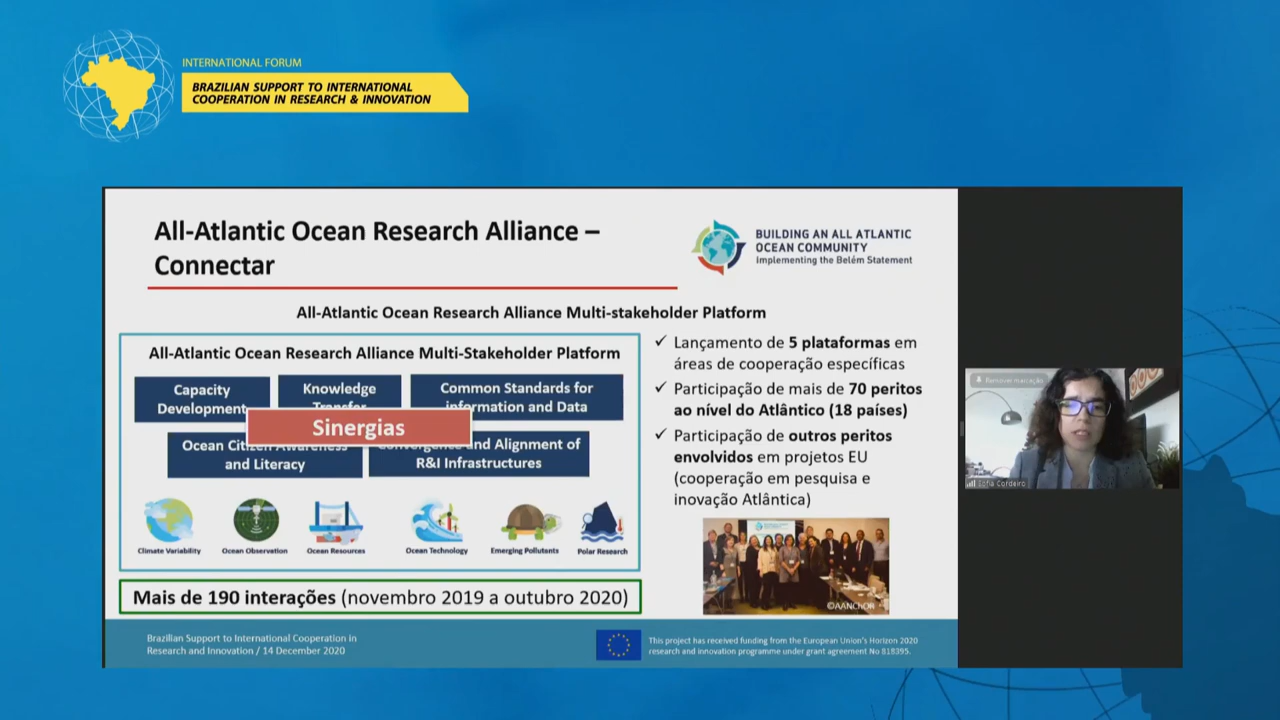 INTERNATIONAL FORUM
BRAZILIAN SUPPORT TO INTERNATIONAL
COOPERATION IN RESEARCH & INNOVATION
All-Atlantic Ocean Research Alliance –
Connectar
BUILDING AN ALL ATLANTIC
OCEAN COMMUNITY
Implementing the Belém Statement
All-Atlantic Ocean Research Alliance Multi-stakeholder Platform
All-Atlantic Ocean Research Alliance Multi-Stakeholder Platform
Capacity
Development
Knowledge
Transfer
Common Standards for
information and Data
Sinergias
Ocean Citizen Awareness
and Literacy
Convergence and Alignment of
R&I Infrastructures
Climate Variability
Ocean Observation
Ocean Resources
Ocean Technology
Emerging Pollutants
Polar Research
Mais de 190 interações (novembro 2019 a outubro 2020)
✓ Lançamento de 5 plataformas em
áreas de cooperação específicas
✓ Participação de mais de 70 peritos
ao nível do Atlântico (18 países)
✓ Participação de outros peritos
envolvidos em projetos EU
(cooperação em pesquisa e
inovação Atlântica)
©AANCHOR
Remover marcação
Sofia Cordeiro
Brazilian Support to International Cooperation in
Research and Innovation / 14 December 2020
This project has received funding from the European Union's Horizon 2020
research and innovation programme under grant agreement No 818395.